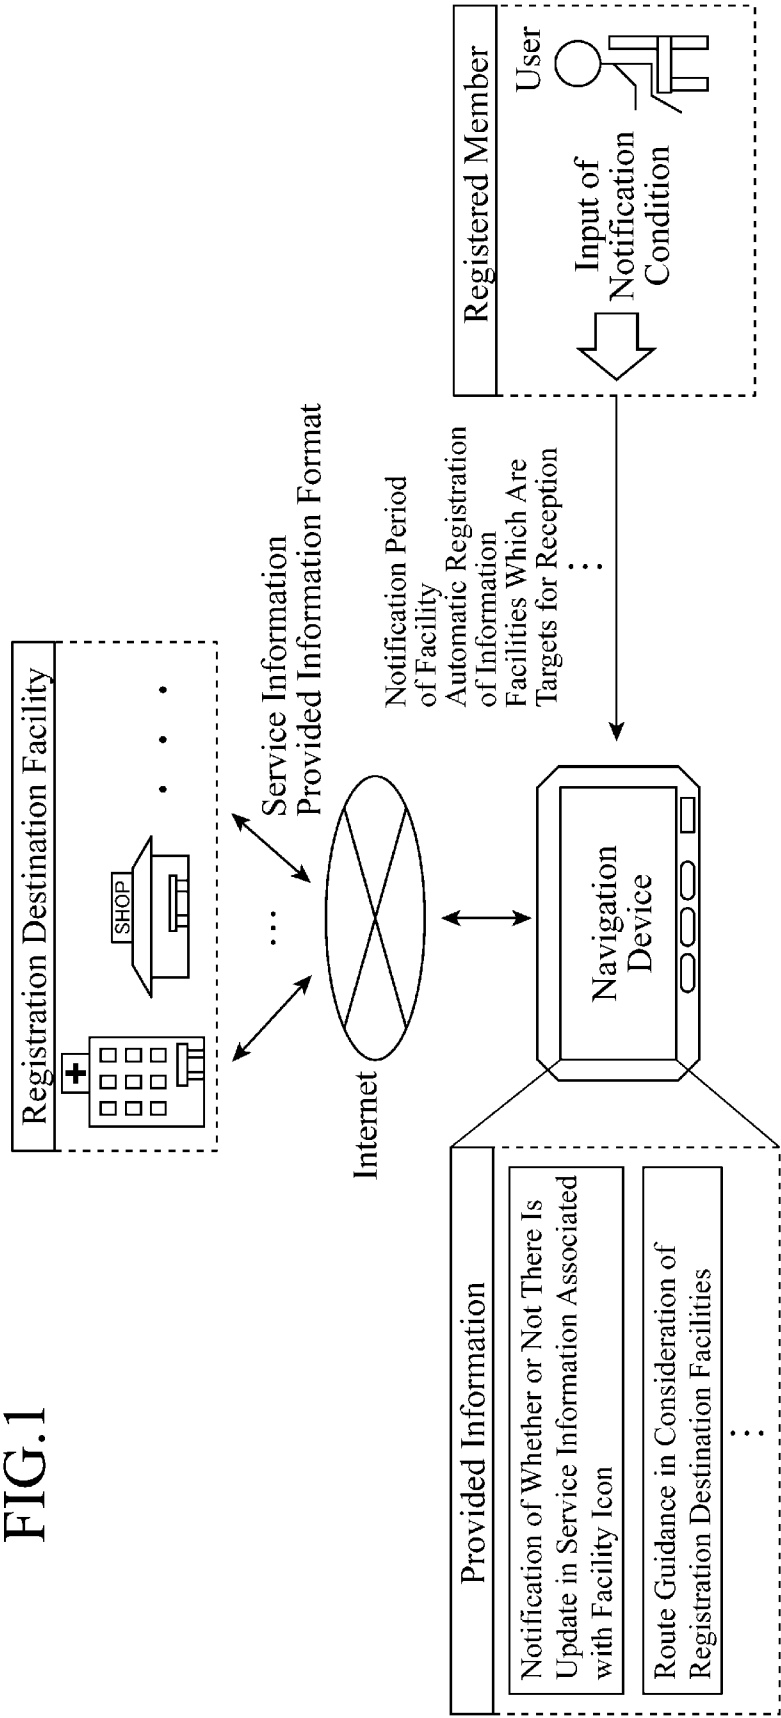 FIG.1
Registration Destination Facility
SHOP
...
Service Information
Provided Information Format
...
Internet
Registered Member
User
Input of
Notification
Condition
Notification Period
of Facility
Automatic Registration
of Information
Facilities Which Are
Targets for Reception
...
Navigation
Device
Provided Information
Notification of Whether or Not There Is
Update in Service Information Associated
with Facility Icon
Route Guidance in Consideration of
Registration Destination Facilities
...